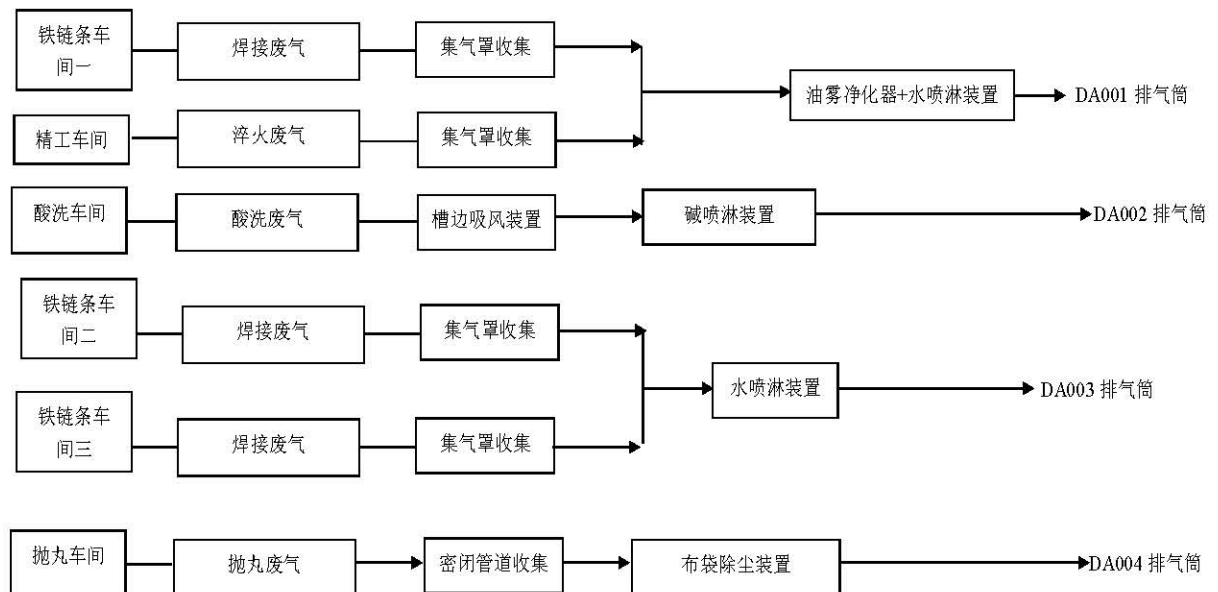 铁链条车
间一
焊接废气
集气罩收集
油雾净化器+水喷淋装置
DA001 排气筒
精工车间
淬火废气
集气罩收集
酸洗车间
酸洗废气
槽边吸风装置
碱喷淋装置
DA002 排气筒
铁链条车
间二
焊接废气
集气罩收集
水喷淋装置
DA003 排气筒
铁链条车
间三
焊接废气
集气罩收集
抛丸车间
抛丸废气
密闭管道收集
布袋除尘装置
DA004 排气筒